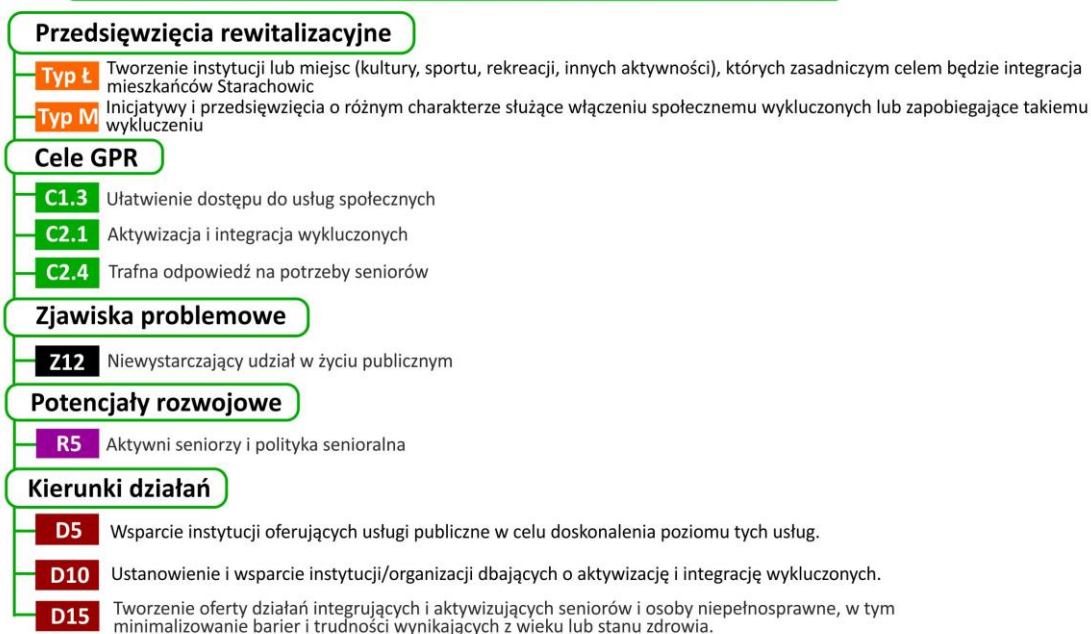 Przedsięwzięcia rewitalizacyjne
Typ Ł Tworzenie instytucji lub miejsc (kultury, sportu, rekreacji, innych aktywności), których zasadniczym celem będzie integracja
mieszkańców Starachowic
Typ M Inicjatywy i przedsięwzięcia o różnym charakterze służące włączeniu społecznemu wykluczonych lub zapobiegające takiemu
wykluczeniu
Cele GPR
C1.3 Ułatwienie dostępu do usług społecznych
C2.1 Aktywizacja i integracja wykluczonych
C2.4 Trafna odpowiedź na potrzeby seniorów
Zjawiska problemowe
Z12 Niewystarczający udział w życiu publicznym
Potencjały rozwojowe
R5 Aktywni seniorzy i polityka senioralna
Kierunki działań
D5 Wsparcie instytucji oferujących usługi publiczne w celu doskonalenia poziomu tych usług.
D10 Ustanowienie i wsparcie instytucji/organizacji dbających o aktywizację i integrację wykluczonych.
D15 Tworzenie oferty działań integrujących i aktywizujących seniorów i osoby niepełnosprawne, w tym
minimalizowanie barier i trudności wynikających z wieku lub stanu zdrowia.